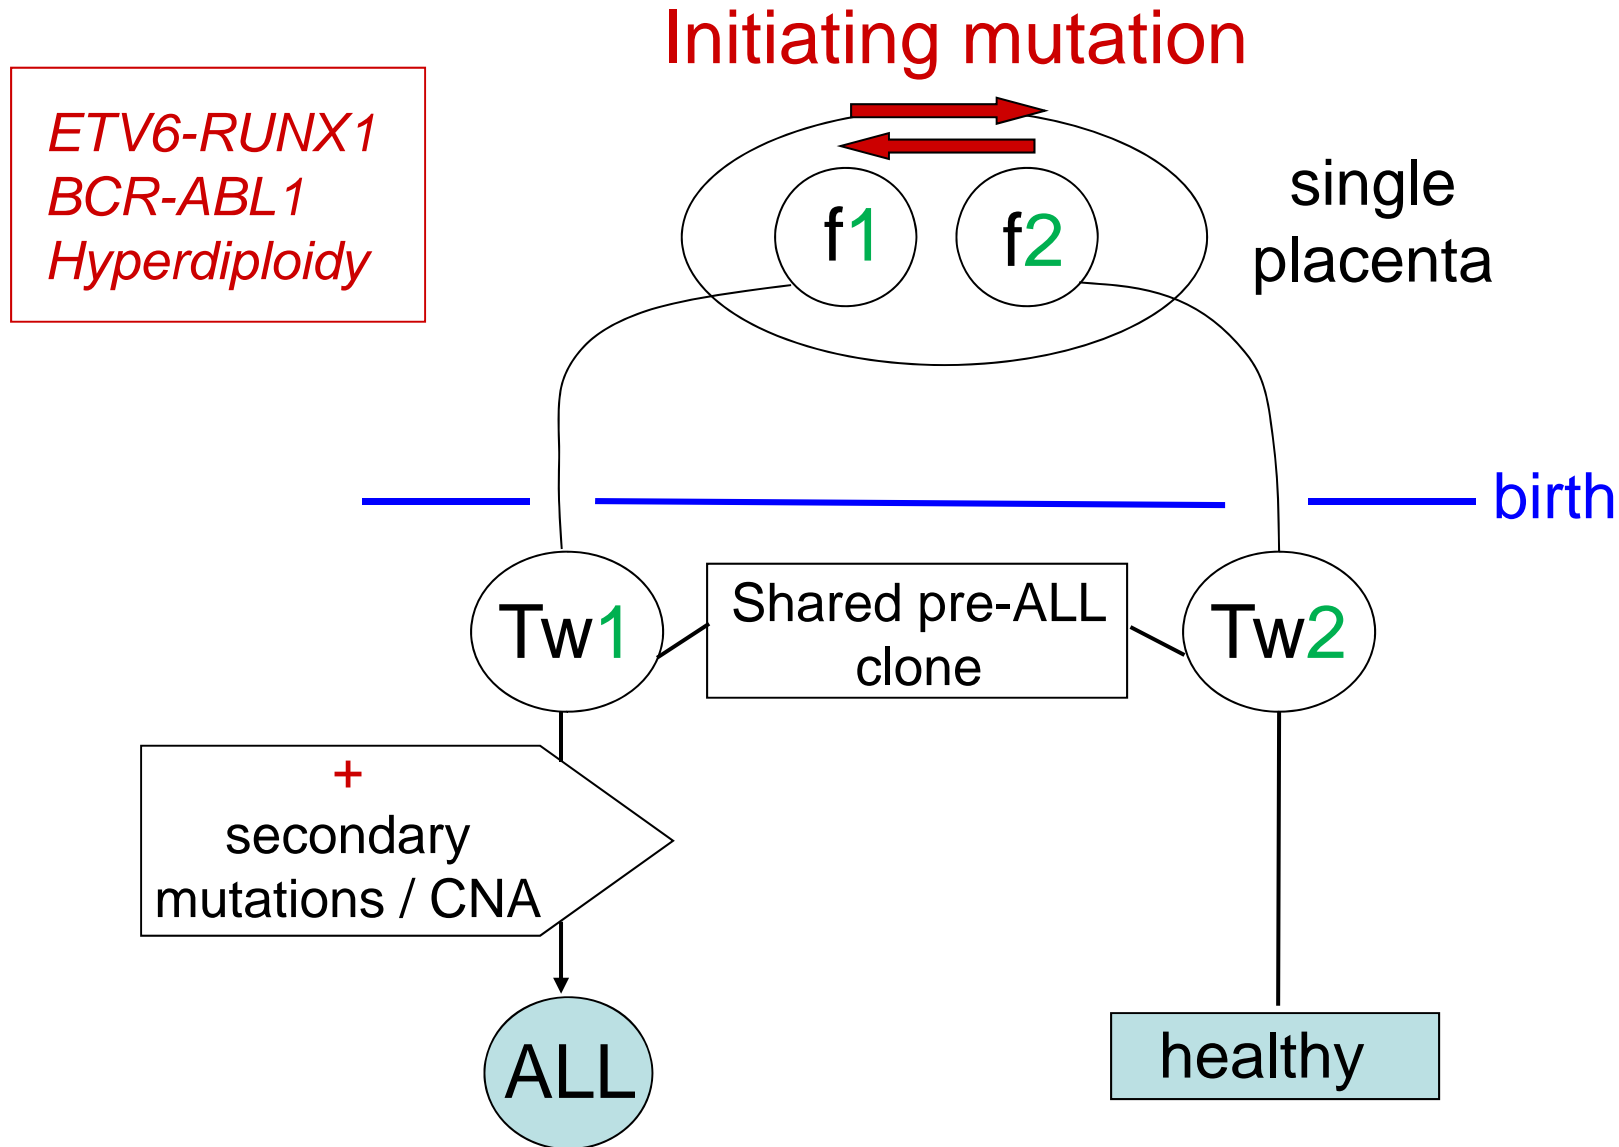 Initiating mutation
ETV6-RUNX1
BCR-ABL1
Hyperdiploidy
f1
f2
single
placenta
birth
Tw1
Shared pre-ALL
clone
Tw2
+
secondary
mutations / CNA
ALL
healthy